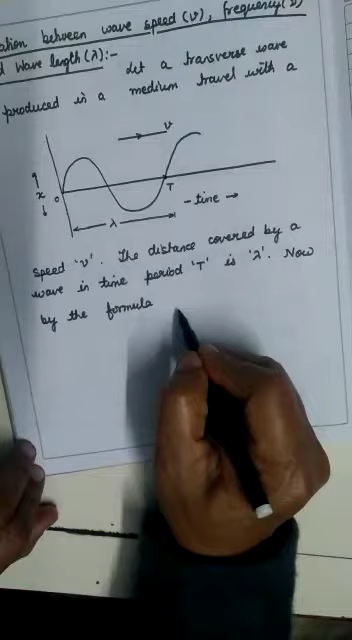 ation between wave speed (v), frequency (ν)
d wave length (λ):-
Let a transverse wave
produced in a medium travel with a
v
x
o
T
- time →
λ
speed 'v'. The distance covered by a
wave in time period 'T' is 'λ'. Now
by the formula